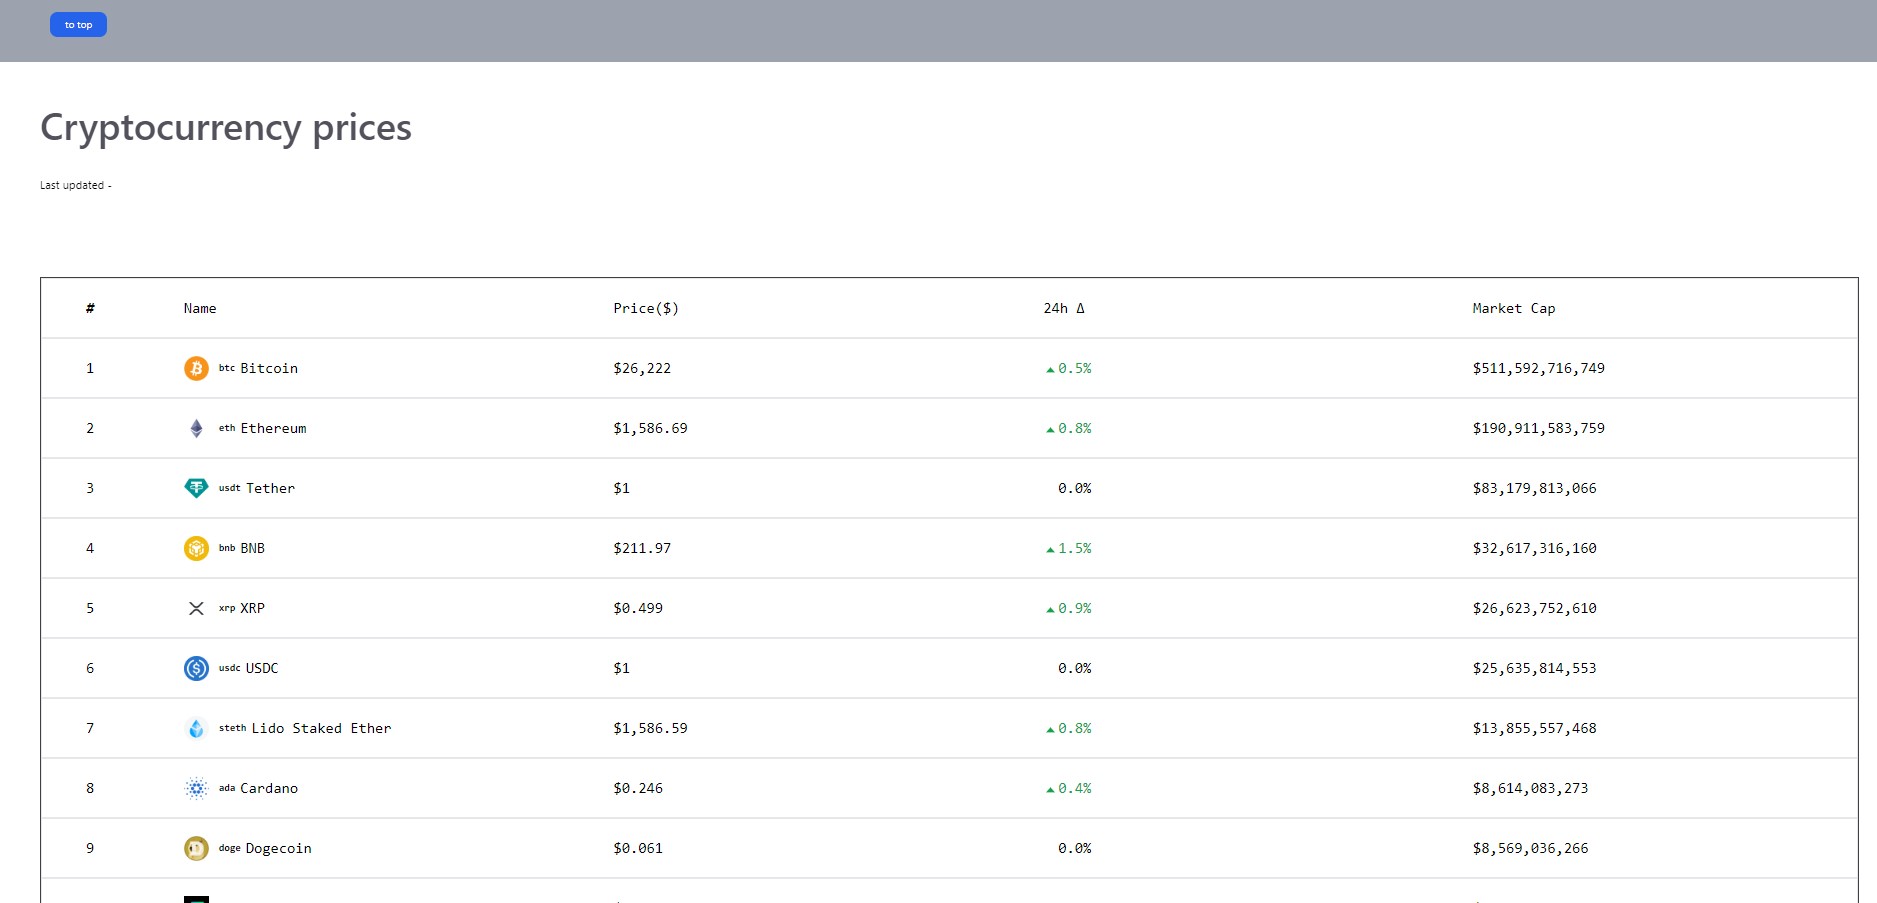 to top
Cryptocurrency prices
Last updated -
# Name Price($) 24h Δ Market Cap
1 btc Bitcoin $26,222 ▲0.5% $511,592,716,749
2 eth Ethereum $1,586.69 ▲0.8% $190,911,583,759
3 usdt Tether $1 0.0% $83,179,813,066
4 bnb BNB $211.97 ▲1.5% $32,617,316,160
5 xrp XRP $0.499 ▲0.9% $26,623,752,610
6 usdc USDC $1 0.0% $25,635,814,553
7 steth Lido Staked Ether $1,586.59 ▲0.8% $13,855,557,468
8 ada Cardano $0.246 ▲0.4% $8,614,083,273
9 doge Dogecoin $0.061 0.0% $8,569,036,266